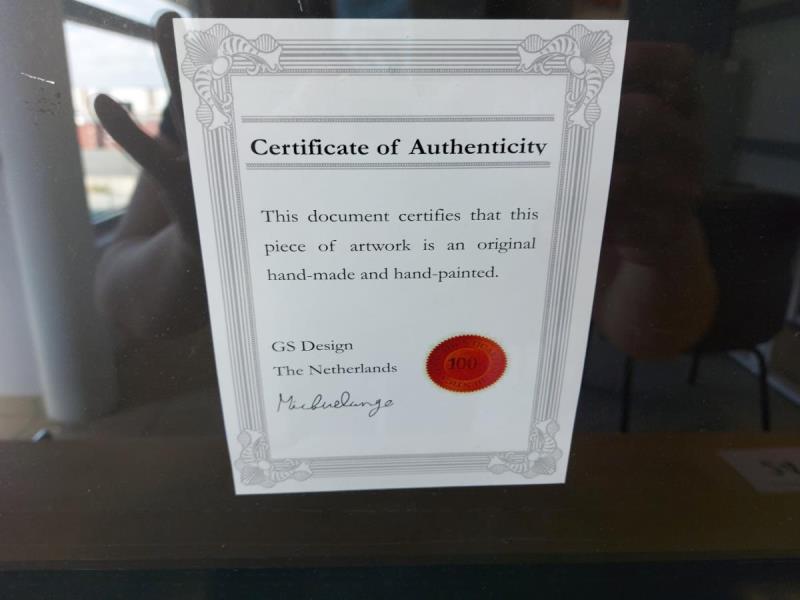 Certificate of Authenticity
This document certifies that this
piece of artwork is an original
hand-made and hand-painted.
GS Design
The Netherlands
Michuelange
100